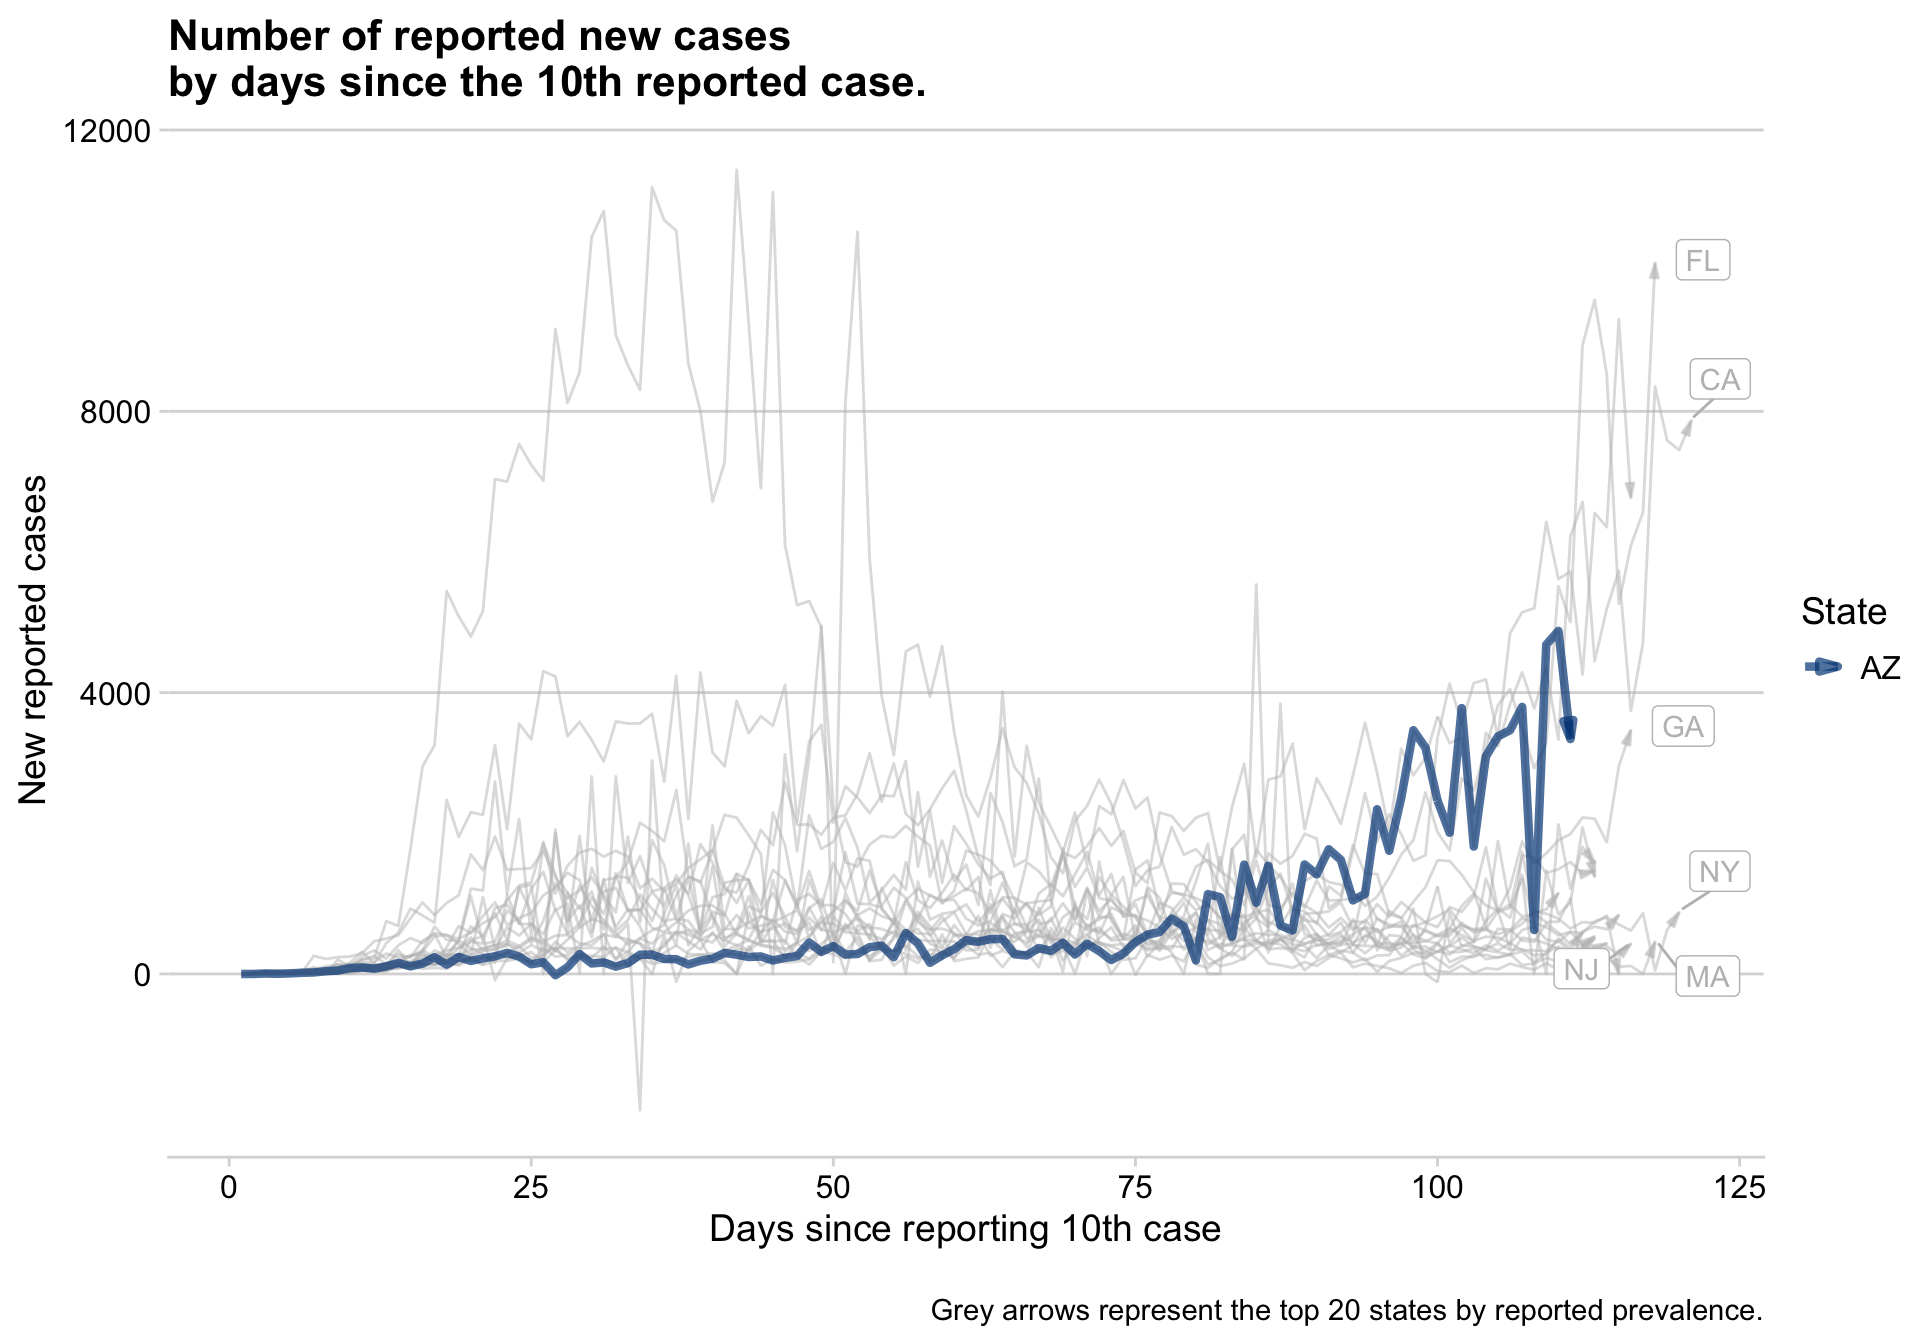 Number of reported new cases
by days since the 10th reported case.
12000
8000
4000
0
New reported cases
FL
CA
GA
NY
NJ
MA
State
AZ
0 25 50 75 100 125
Days since reporting 10th case
Grey arrows represent the top 20 states by reported prevalence.